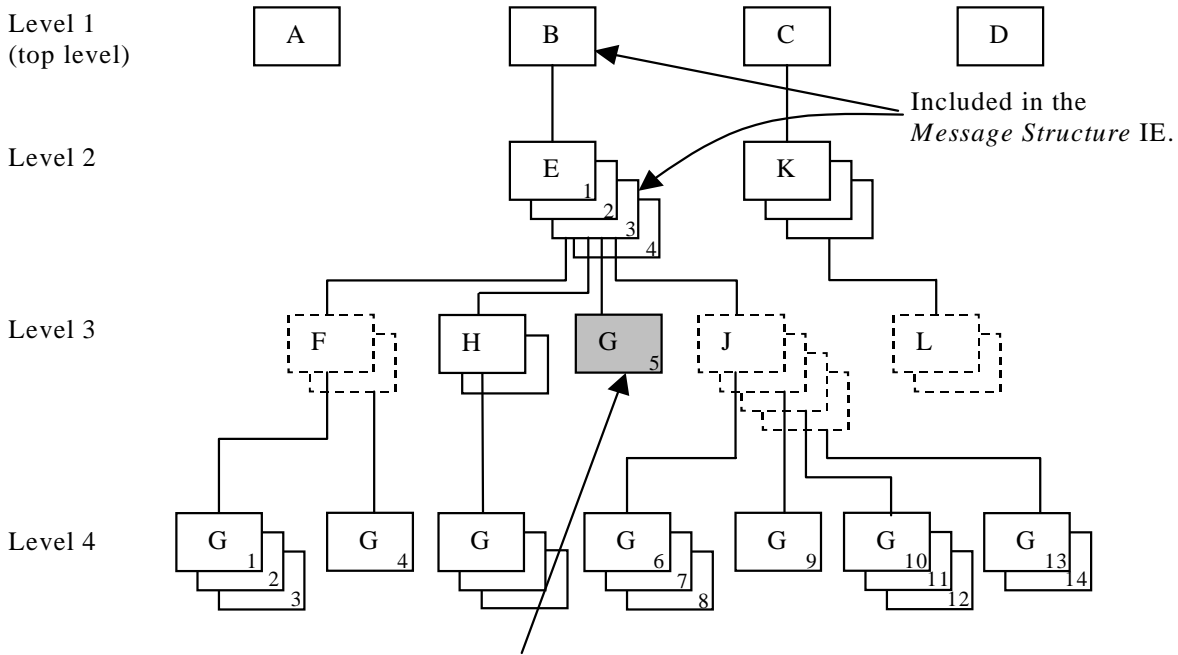 Level 1
(top level)
A
B
C
D
Included in the
Message Structure IE.
Level 2
E
1
2
3
4
K
Level 3
F
H
G
5
J
L
Level 4
G
1
2
3
G
4
G
G
6
7
8
G
9
G
10
11
12
G
13
14